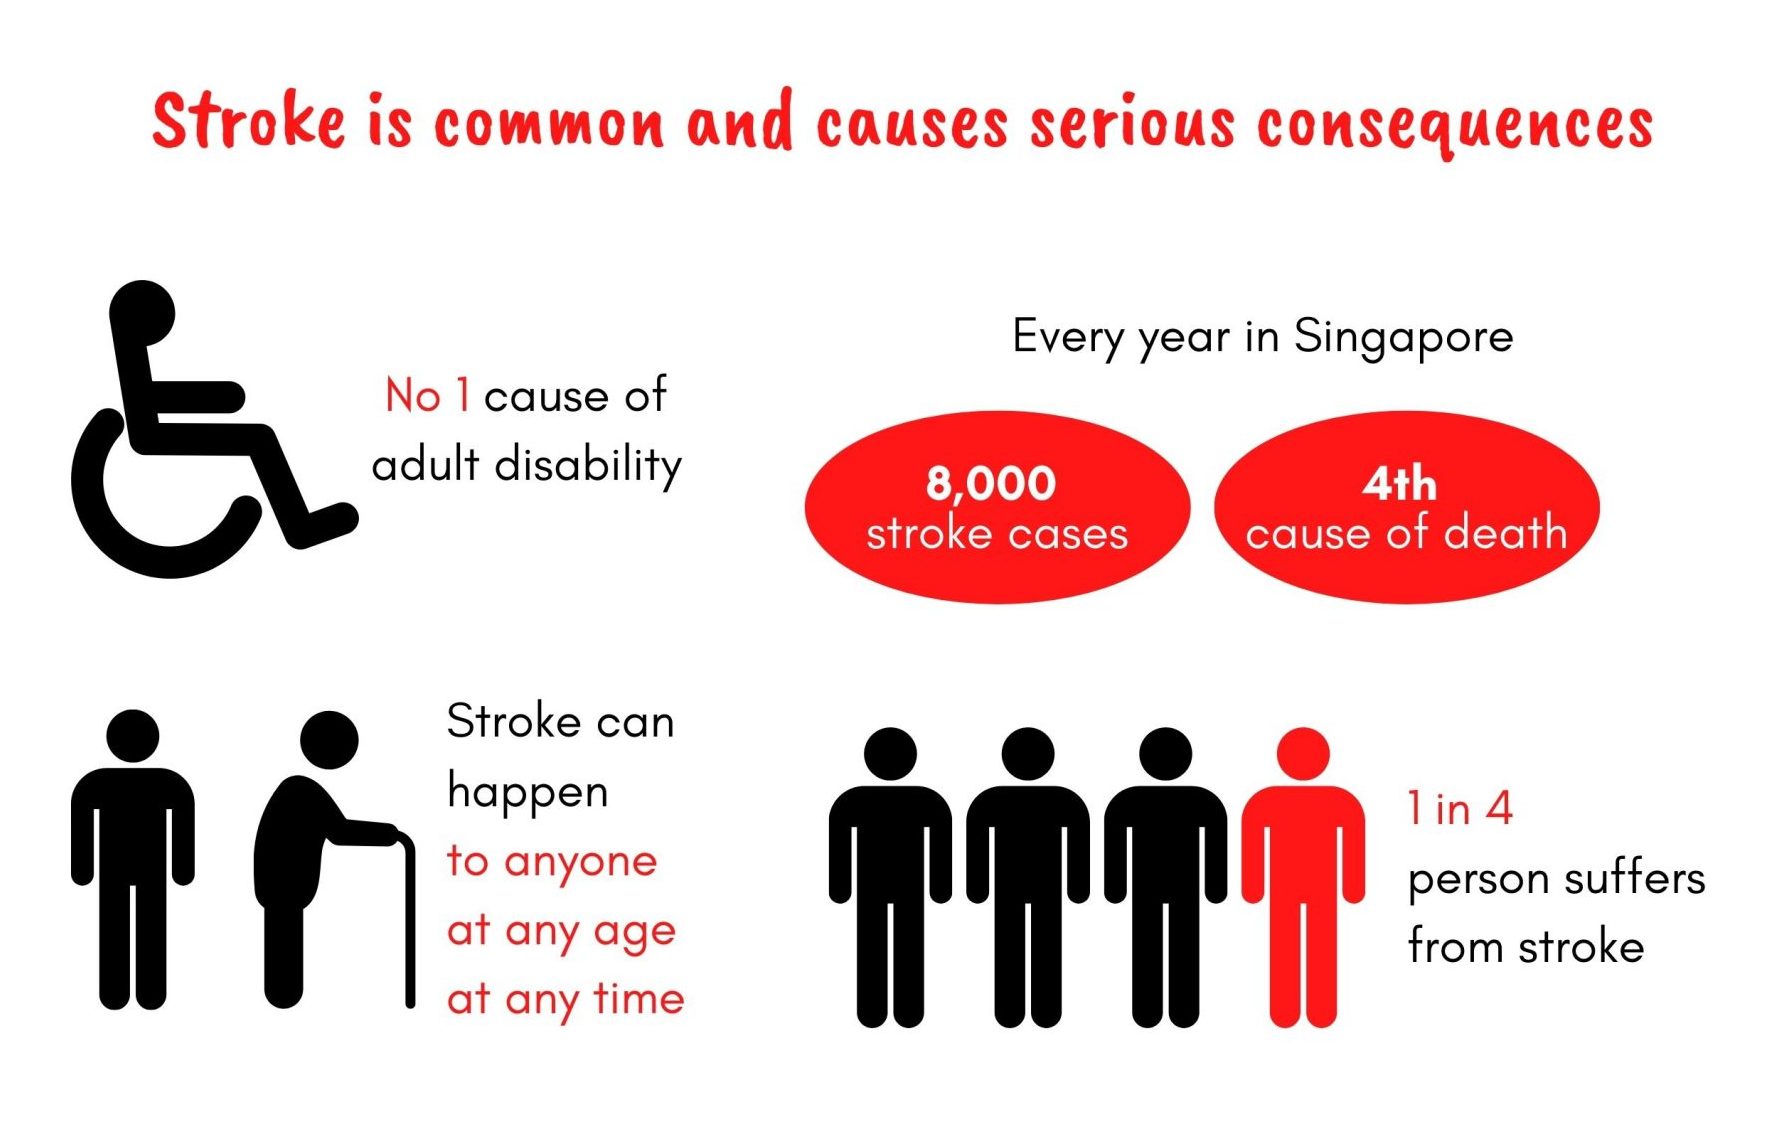 Stroke is common and causes serious consequences
No 1 cause of
adult disability
Every year in Singapore
8,000
stroke cases
4th
cause of death
Stroke can
happen
to anyone
at any age
at any time
1 in 4
person suffers
from stroke